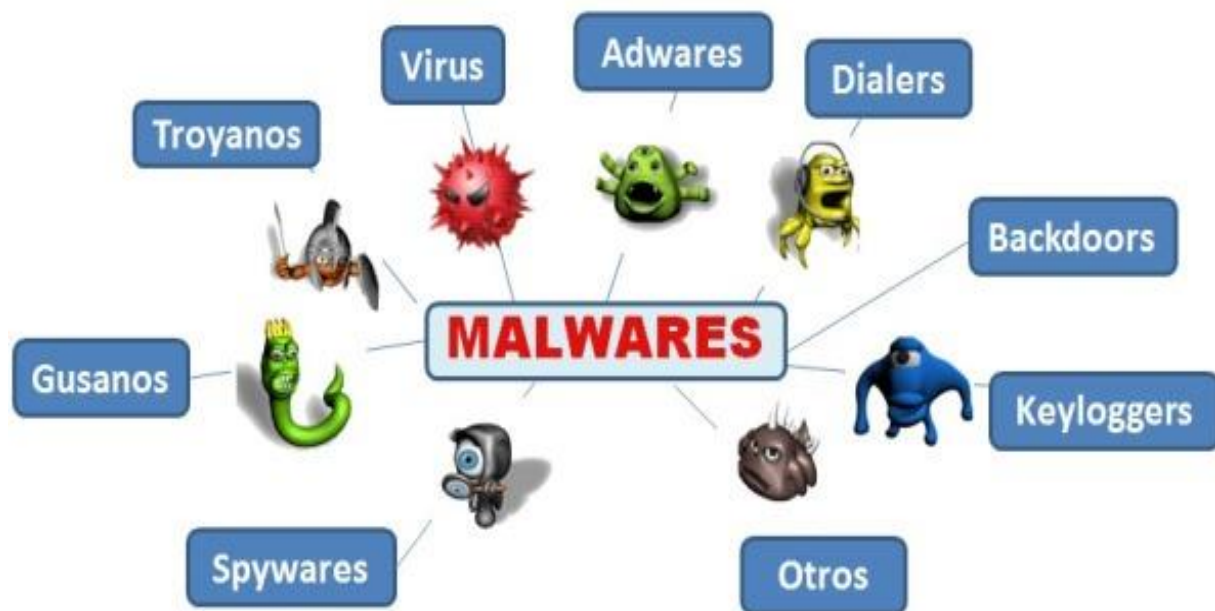 Virus
Adwares
Dialers
Troyanos
Backdoors
MALWARES
Gusanos
Keyloggers
Spywares
Otros